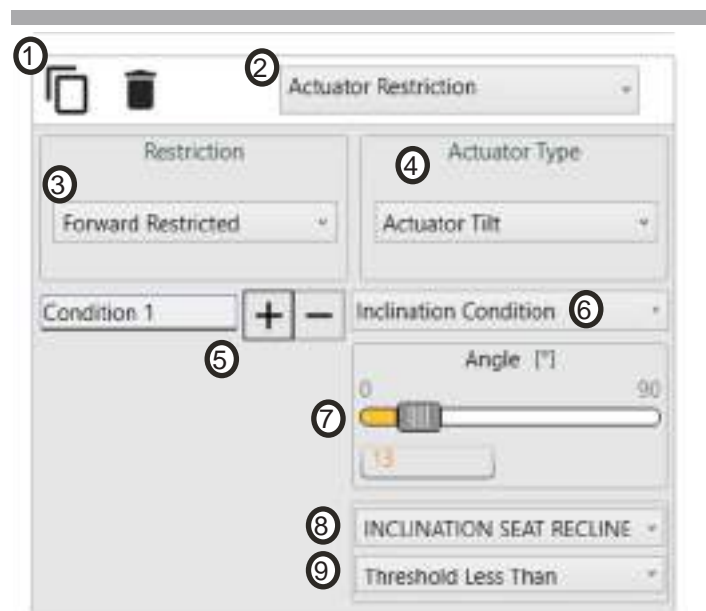 1
2
Actuator Restriction
Restriction
4
Actuator Type
3
Forward Restricted
Actuator Tilt
Condition 1
+
−
Inclination Condition
6
5
Angle [°]
0
90
7
13
8
INCLINATION SEAT RECLINE
9
Threshold Less Than